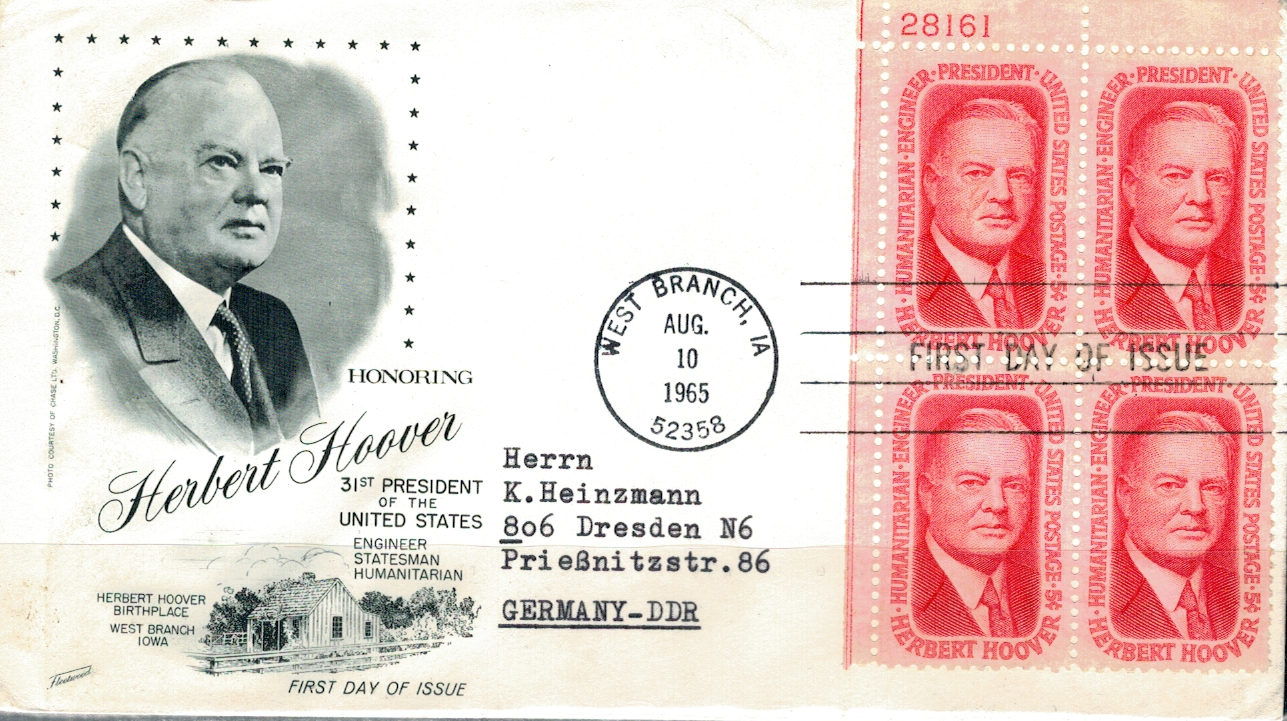 PHOTO COURTESY OF CHASE LTD. WASHINGTON, D.C.
HONORING
Herbert Hoover
31ST PRESIDENT
OF THE
UNITED STATES
ENGINEER
STATESMAN
HUMANITARIAN
HERBERT HOOVER
BIRTHPLACE
WEST BRANCH
IOWA
Fleetwood
FIRST DAY OF ISSUE
WEST BRANCH, IA
AUG.
10
1965
52358
Herrn
K.Heinzmann
8o6 Dresden N6
Prießnitzstr.86
GERMANY-DDR
28161
HUMANITARIAN·ENGINEER·PRESIDENT·UNITED STATES POSTAGE·5¢
HERBERT HOOVER
HUMANITARIAN·ENGINEER·PRESIDENT·UNITED STATES POSTAGE·5¢
HERBERT HOOVER
FIRST DAY OF ISSUE
HUMANITARIAN·ENGINEER·PRESIDENT·UNITED STATES POSTAGE·5¢
HERBERT HOOVER
HUMANITARIAN·ENGINEER·PRESIDENT·UNITED STATES POSTAGE·5¢
HERBERT HOOVER